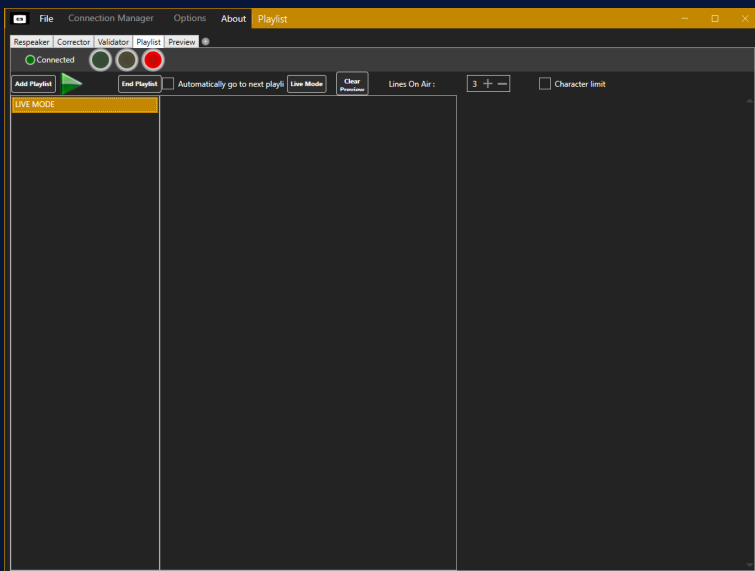 File Connection Manager Options About Playlist
Respeaker Corrector Validator Playlist Preview
Connected
Add Playlist End Playlist Automatically go to next playli Live Mode Clear Preview Lines On Air : 3 Character limit
LIVE MODE